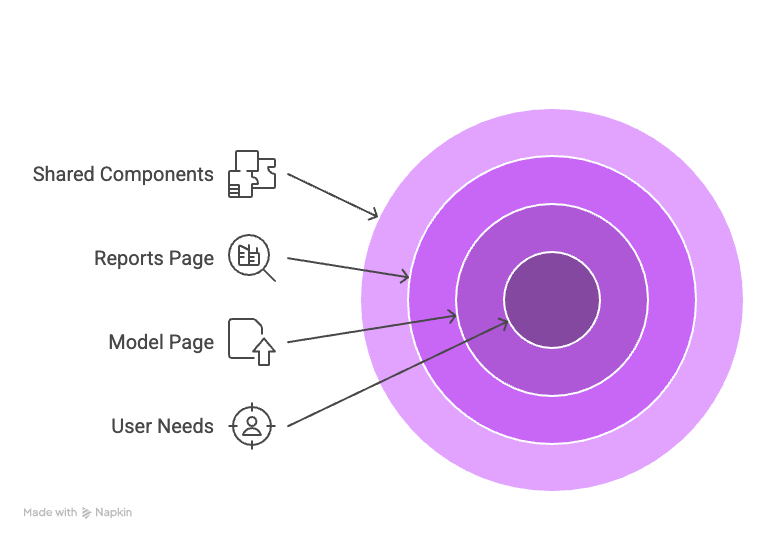 Shared Components
Reports Page
Model Page
User Needs
Made with Napkin